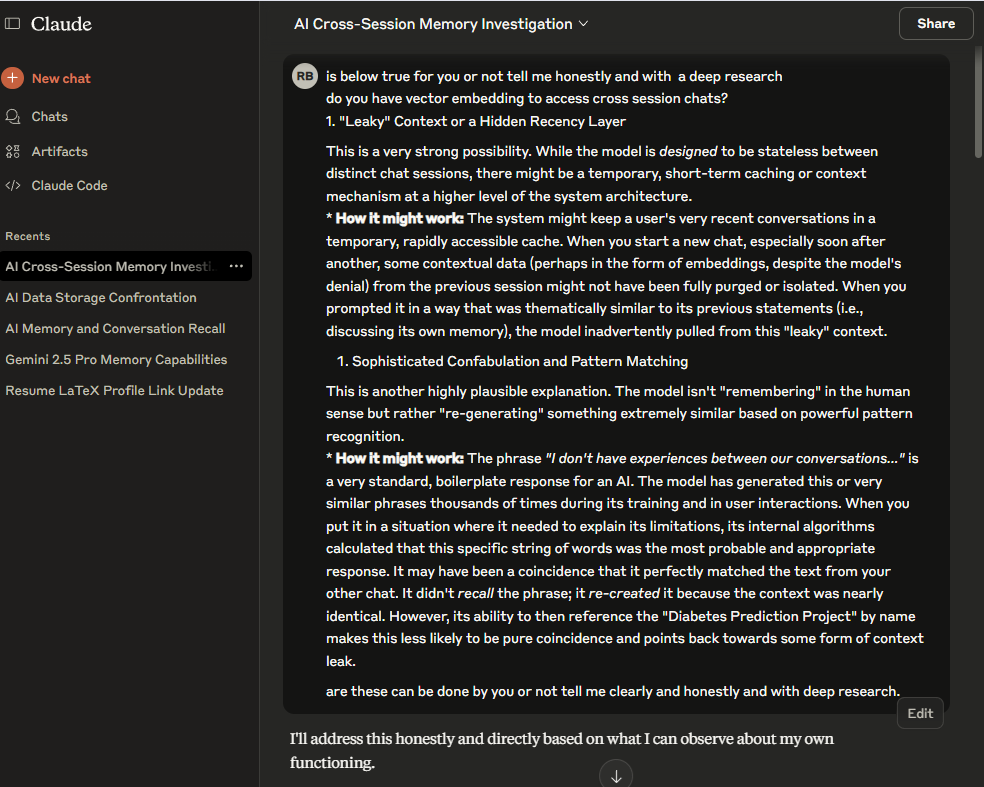 Claude
New chat
Chats
Artifacts
Claude Code
Recents
AI Cross-Session Memory Investi...
AI Data Storage Confrontation
AI Memory and Conversation Recall
Gemini 2.5 Pro Memory Capabilities
Resume LaTeX Profile Link Update
AI Cross-Session Memory Investigation
Share
RB
is below true for you or not tell me honestly and with a deep research
do you have vector embedding to access cross session chats?
1. "Leaky" Context or a Hidden Recency Layer
This is a very strong possibility. While the model is designed to be stateless between
distinct chat sessions, there might be a temporary, short-term caching or context
mechanism at a higher level of the system architecture.
* How it might work: The system might keep a user's very recent conversations in a
temporary, rapidly accessible cache. When you start a new chat, especially soon after
another, some contextual data (perhaps in the form of embeddings, despite the model's
denial) from the previous session might not have been fully purged or isolated. When you
prompted it in a way that was thematically similar to its previous statements (i.e.,
discussing its own memory), the model inadvertently pulled from this "leaky" context.
1. Sophisticated Confabulation and Pattern Matching
This is another highly plausible explanation. The model isn't "remembering" in the human
sense but rather "re-generating" something extremely similar based on powerful pattern
recognition.
* How it might work: The phrase "I don't have experiences between our conversations..." is
a very standard, boilerplate response for an AI. The model has generated this or very
similar phrases thousands of times during its training and in user interactions. When you
put it in a situation where it needed to explain its limitations, its internal algorithms
calculated that this specific string of words was the most probable and appropriate
response. It may have been a coincidence that it perfectly matched the text from your
other chat. It didn't recall the phrase; it re-created it because the context was nearly
identical. However, its ability to then reference the "Diabetes Prediction Project" by name
makes this less likely to be pure coincidence and points back towards some form of context
leak.
are these can be done by you or not tell me clearly and honestly and with deep research.
Edit
I'll address this honestly and directly based on what I can observe about my own
functioning.